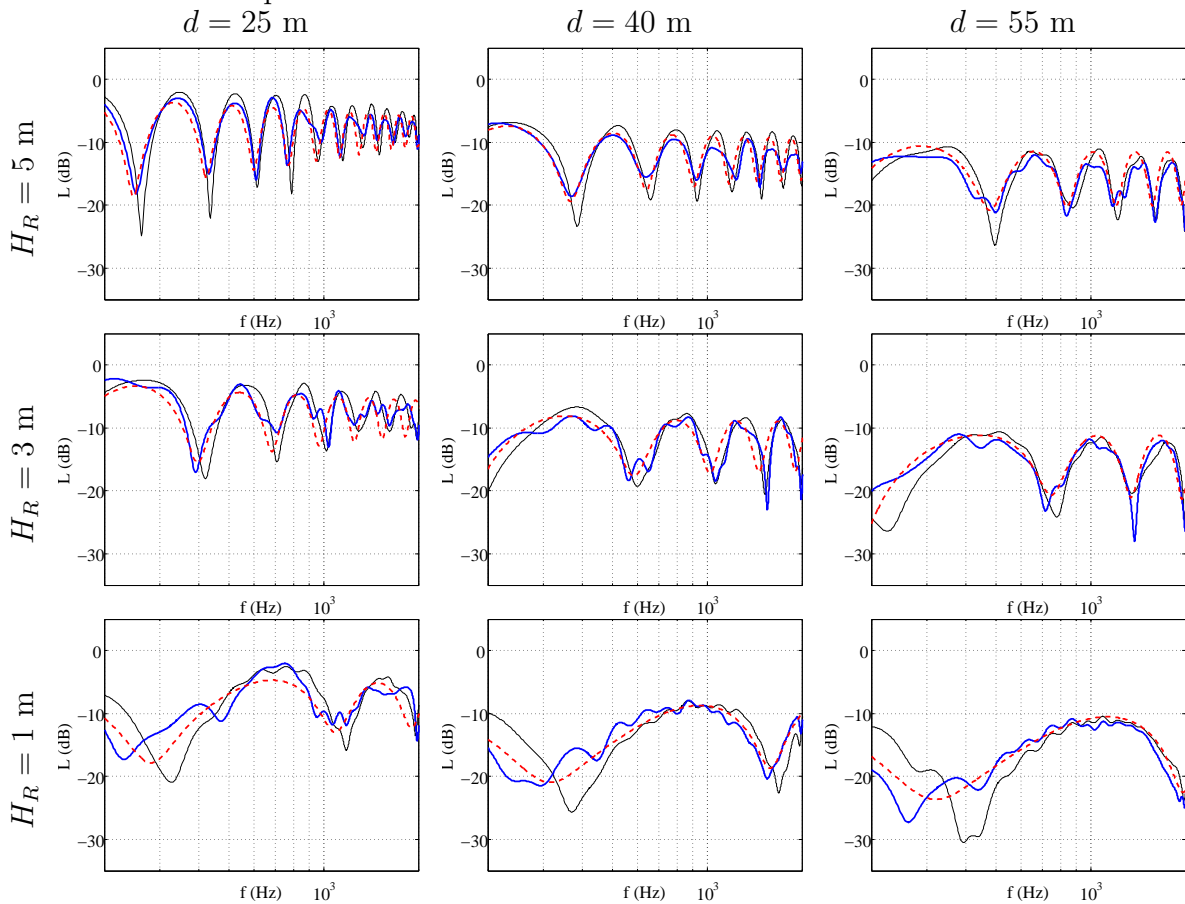 d = 25 m
d = 40 m
d = 55 m
H_R = 5 m
L (dB)
0
−10
−20
−30
f (Hz)
10^3
L (dB)
0
−10
−20
−30
f (Hz)
10^3
L (dB)
0
−10
−20
−30
f (Hz)
10^3
H_R = 3 m
L (dB)
0
−10
−20
−30
f (Hz)
10^3
L (dB)
0
−10
−20
−30
f (Hz)
10^3
L (dB)
0
−10
−20
−30
f (Hz)
10^3
H_R = 1 m
L (dB)
0
−10
−20
−30
f (Hz)
10^3
L (dB)
0
−10
−20
−30
f (Hz)
10^3
L (dB)
0
−10
−20
−30
f (Hz)
10^3